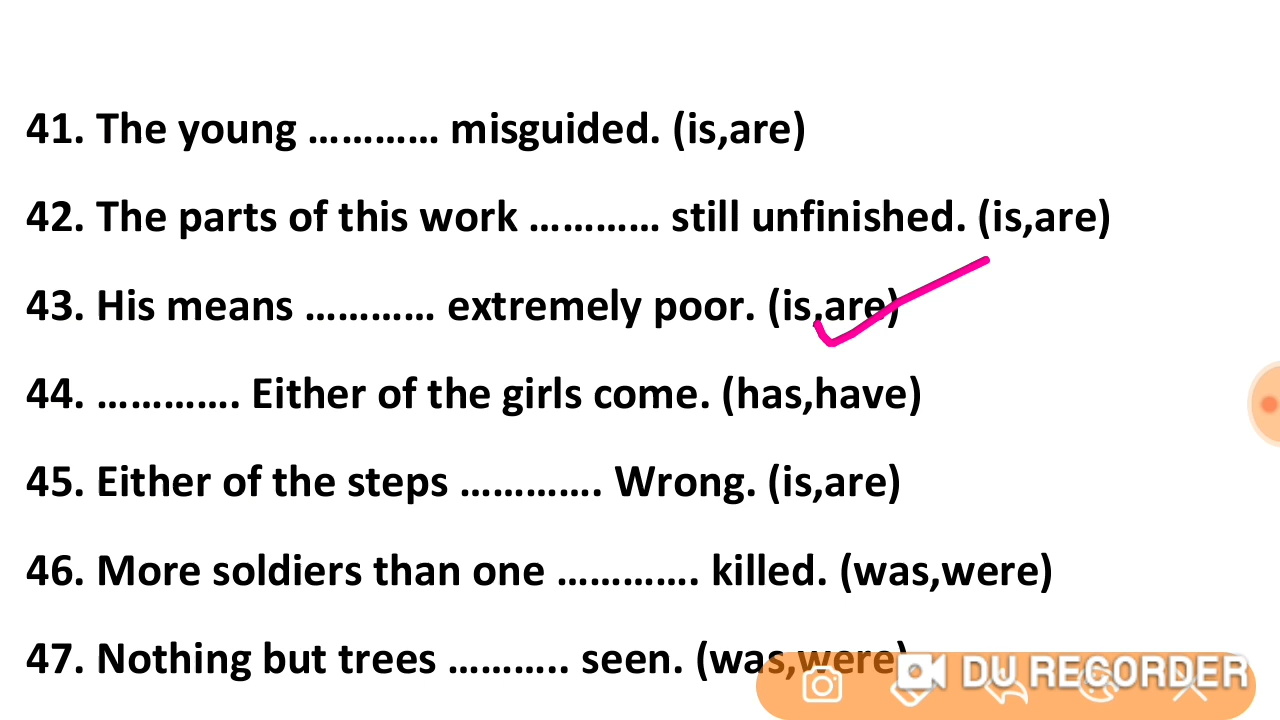 41. The young ............ misguided. (is,are)
42. The parts of this work ............ still unfinished. (is,are)
43. His means ............ extremely poor. (is,are)
44. ............. Either of the girls come. (has,have)
45. Either of the steps ............. Wrong. (is,are)
46. More soldiers than one ............. killed. (was,were)
47. Nothing but trees ........... seen. (was,were)
DU RECORDER